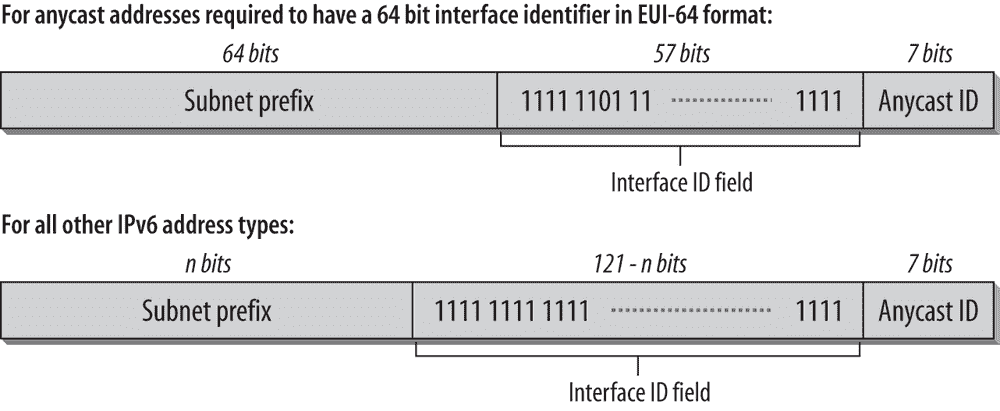 For anycast addresses required to have a 64 bit interface identifier in EUI-64 format:
64 bits 57 bits 7 bits
Subnet prefix 1111 1101 11 1111 Anycast ID
Interface ID field
For all other IPv6 address types:
n bits 121 - n bits 7 bits
Subnet prefix 1111 1111 1111 1111 Anycast ID
Interface ID field